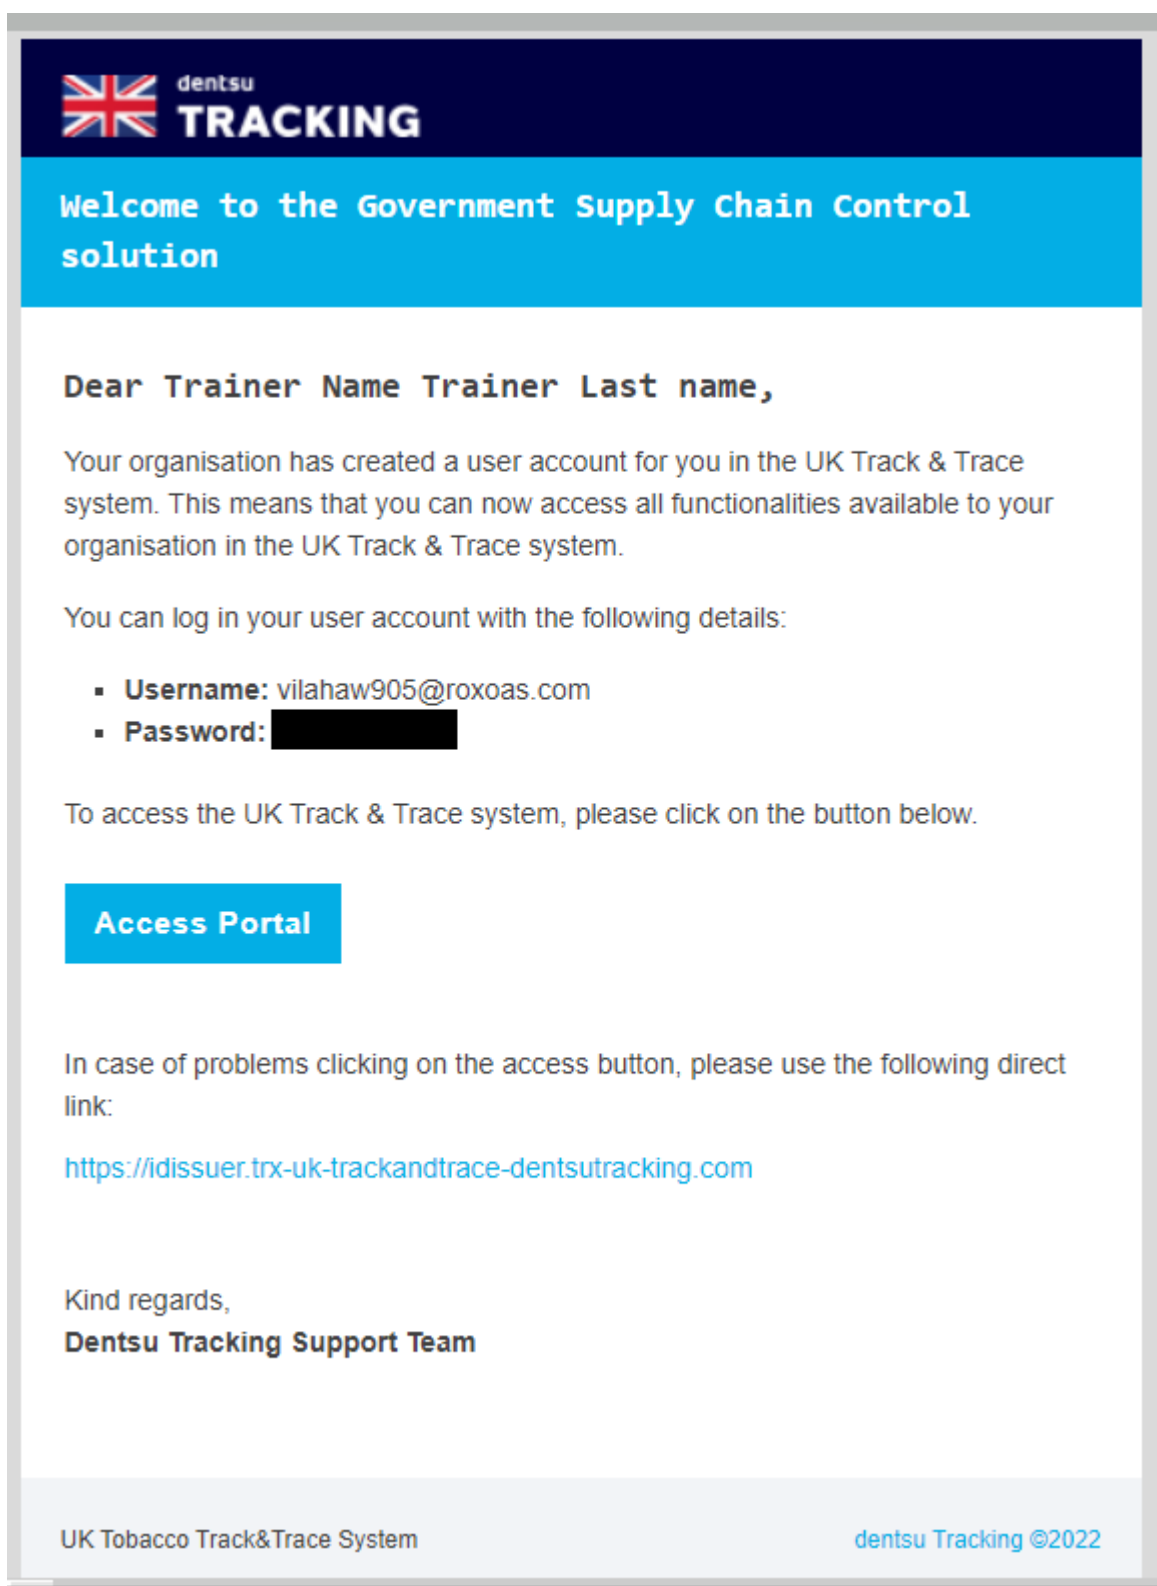 dentsu
TRACKING
Welcome to the Government Supply Chain Control
solution
Dear Trainer Name Trainer Last name,
Your organisation has created a user account for you in the UK Track & Trace
system. This means that you can now access all functionalities available to your
organisation in the UK Track & Trace system.
You can log in your user account with the following details:
▪ Username: vilahaw905@roxoas.com
▪ Password:
To access the UK Track & Trace system, please click on the button below.
Access Portal
In case of problems clicking on the access button, please use the following direct
link:
https://idissuer.trx-uk-trackandtrace-dentsutracking.com
Kind regards,
Dentsu Tracking Support Team
UK Tobacco Track&Trace System
dentsu Tracking ©2022